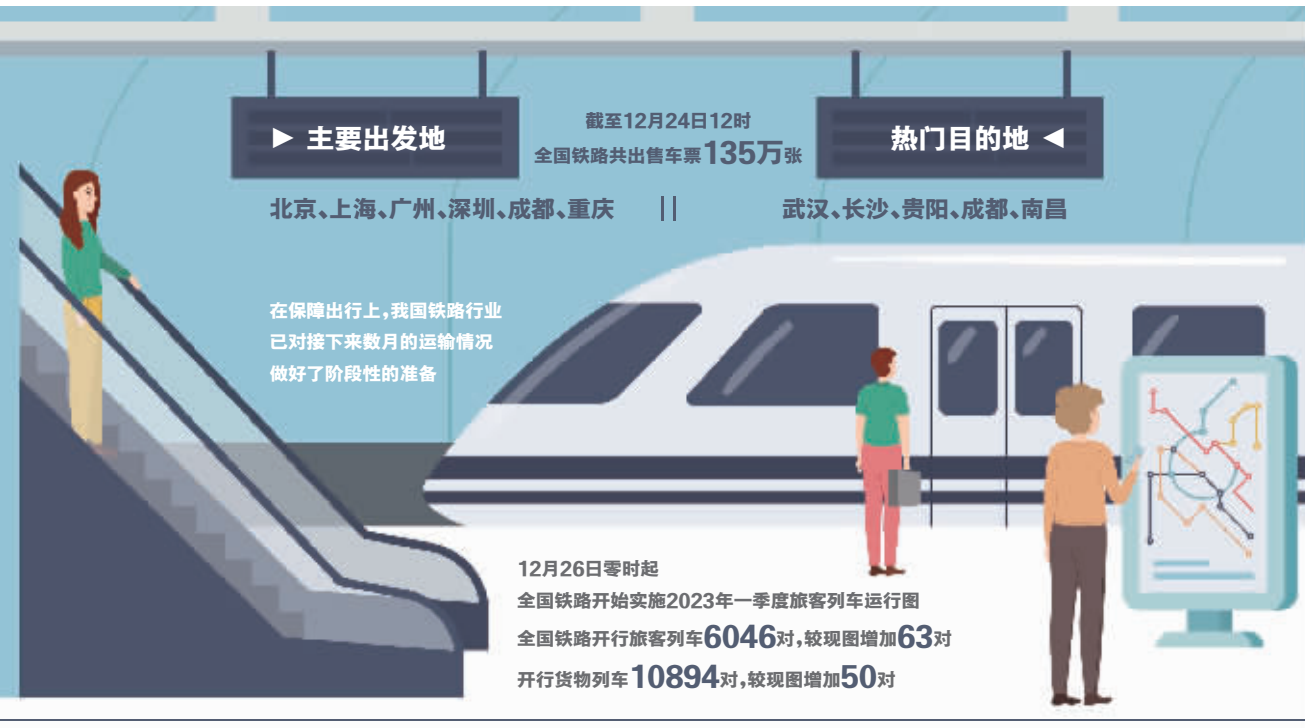 ▶ 主要出发地
截至12月24日12时
全国铁路共出售车票135万张
热门目的地 ◀
北京、上海、广州、深圳、成都、重庆
武汉、长沙、贵阳、成都、南昌
在保障出行上,我国铁路行业
已对接下来数月的运输情况
做好了阶段性的准备
12月26日零时起
全国铁路开始实施2023年一季度旅客列车运行图
全国铁路开行旅客列车6046对,较现图增加63对
开行货物列车10894对,较现图增加50对